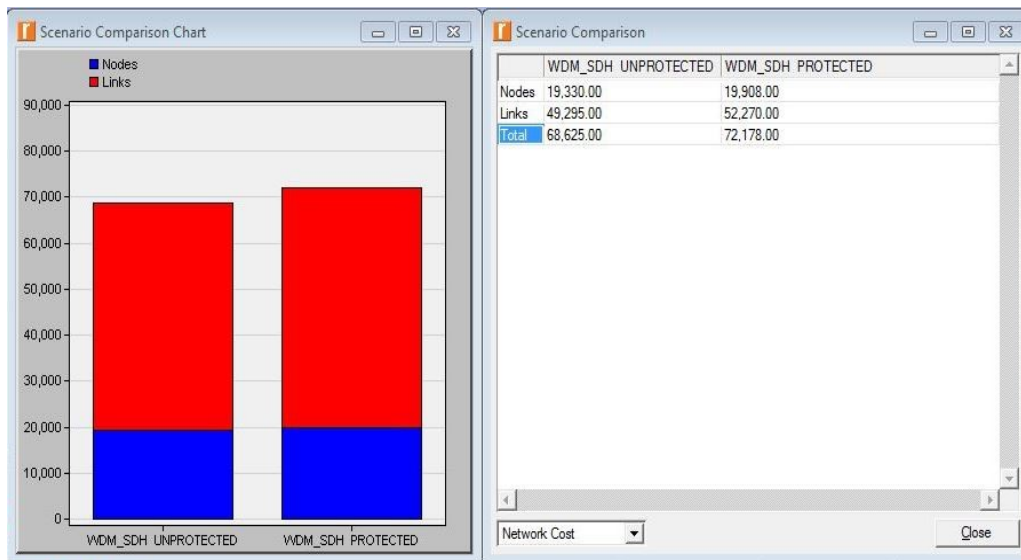 Scenario Comparison Chart
Nodes
Links
90,000
80,000
70,000
60,000
50,000
40,000
30,000
20,000
10,000
0
WDM_SDH UNPROTECTED WDM_SDH PROTECTED
Scenario Comparison
WDM_SDH UNPROTECTED WDM_SDH PROTECTED
Nodes 19,330.00 19,908.00
Links 49,295.00 52,270.00
Total 68,625.00 72,178.00
Network Cost
Close